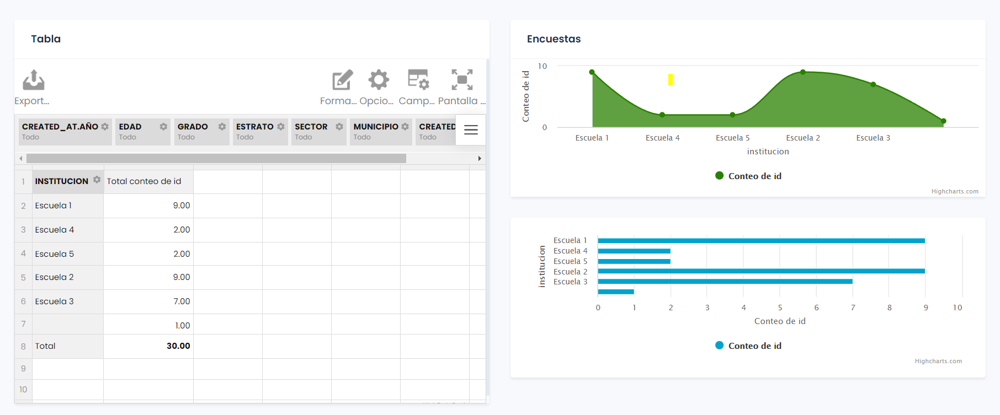 Tabla
Export...
Forma... Opcio... Camp... Pantalla ...
CREATED_AT.AÑO EDAD GRADO ESTRATO SECTOR MUNICIPIO CREATED
Todo Todo Todo Todo Todo Todo Todo
1 INSTITUCION Total conteo de id
2 Escuela 1 9.00
3 Escuela 4 2.00
4 Escuela 5 2.00
5 Escuela 2 9.00
6 Escuela 3 7.00
7 1.00
8 Total 30.00
9
10
Encuestas
Conteo de id
10
0
Escuela 1 Escuela 4 Escuela 5 Escuela 2 Escuela 3
institucion
Conteo de id
Highcharts.com
institucion
Escuela 1
Escuela 4
Escuela 5
Escuela 2
Escuela 3
0 1 2 3 4 5 6 7 8 9 10
Conteo de id
Conteo de id
Highcharts.com